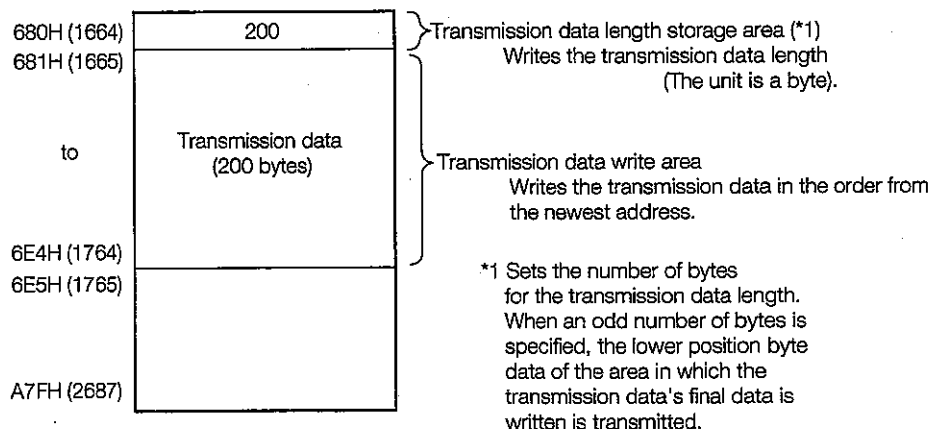 680H (1664)
200
Transmission data length storage area (*1)
Writes the transmission data length
(The unit is a byte).
681H (1665)
to
Transmission data
(200 bytes)
Transmission data write area
Writes the transmission data in the order from
the newest address.
6E4H (1764)
6E5H (1765)
A7FH (2687)
*1 Sets the number of bytes
for the transmission data length.
When an odd number of bytes is
specified, the lower position byte
data of the area in which the
transmission data's final data is
written is transmitted.